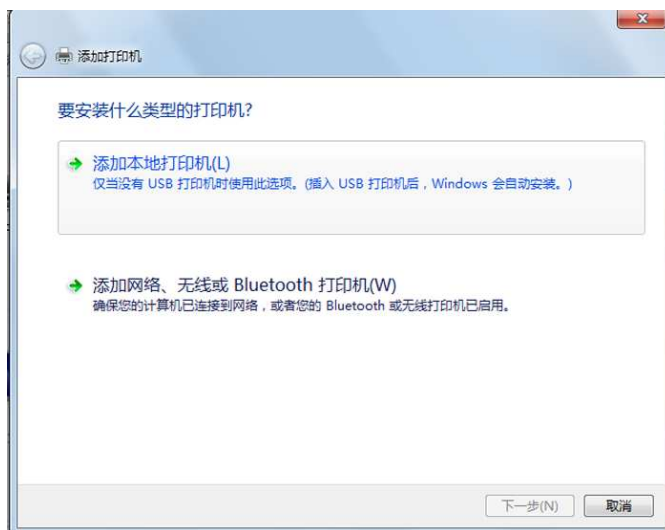 添加打印机
要安装什么类型的打印机?
添加本地打印机(L)
仅当没有 USB 打印机时使用此选项。(插入 USB 打印机后，Windows 会自动安装。)
添加网络、无线或 Bluetooth 打印机(W)
确保您的计算机已连接到网络，或者您的 Bluetooth 或无线打印机已启用。
下一步(N) 取消